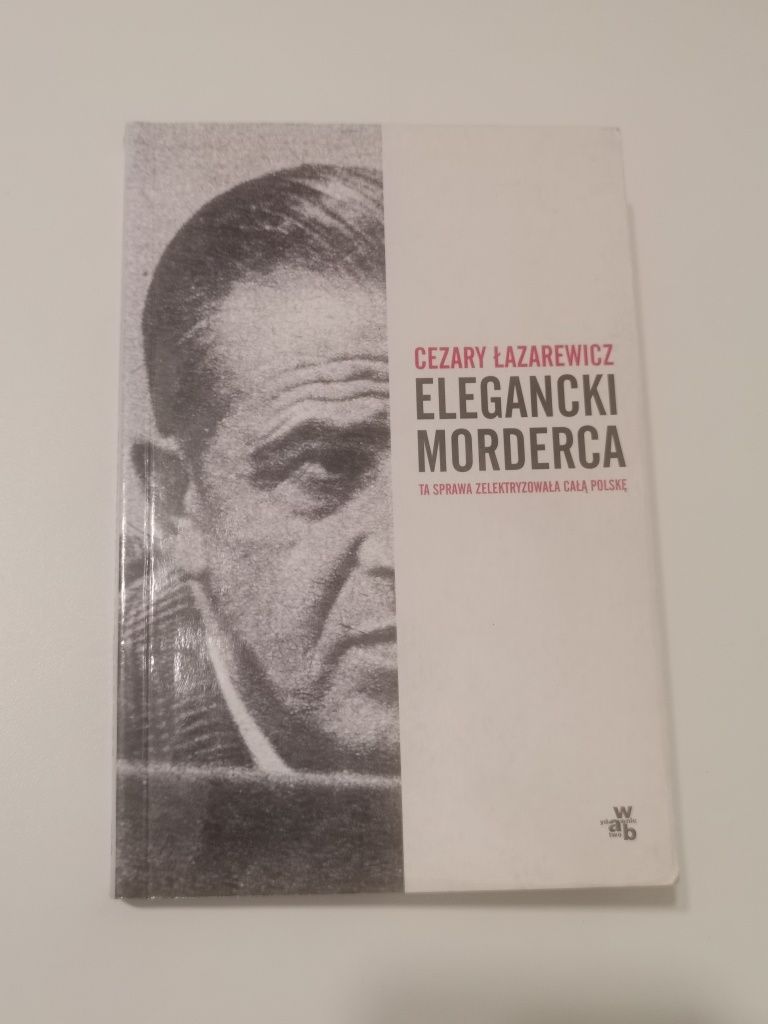 CEZARY ŁAZAREWICZ
ELEGANCKI
MORDERCA
TA SPRAWA ZELEKTRYZOWAŁA CAŁĄ POLSKĘ
w
a
b